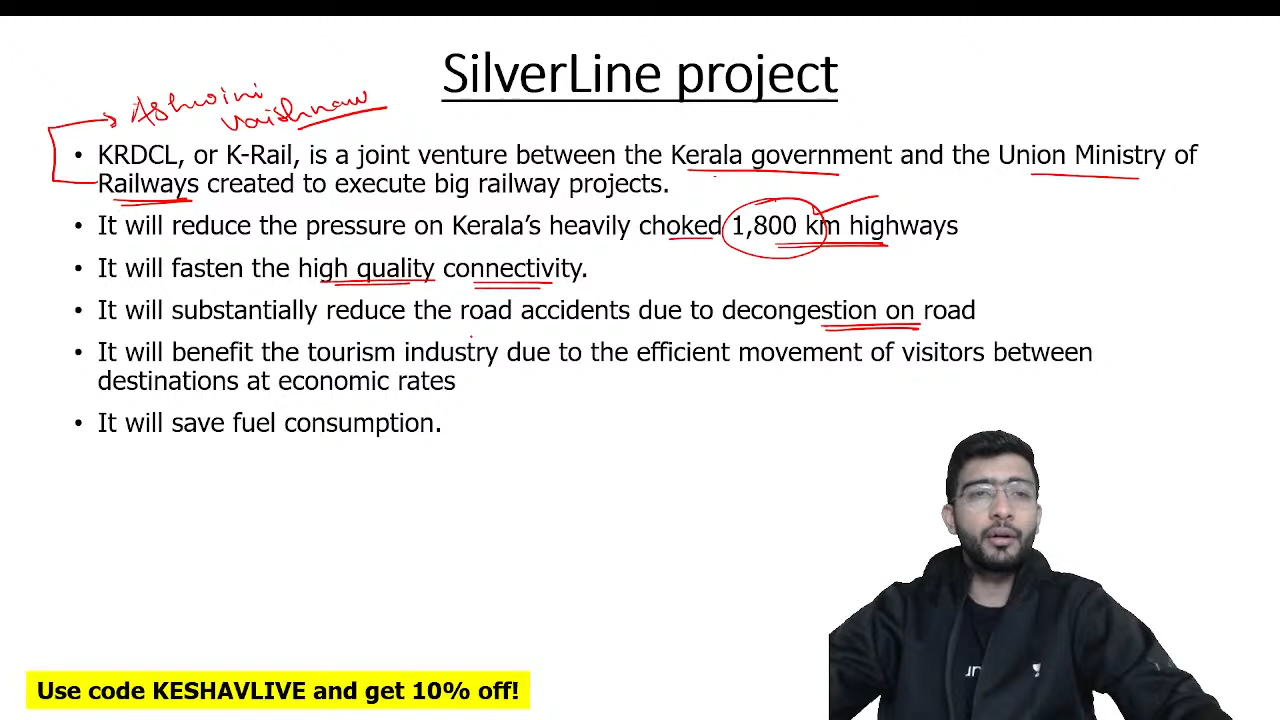 SilverLine project
Ashwini
Vaishnaw
• KRDCL, or K-Rail, is a joint venture between the Kerala government and the Union Ministry of
Railways created to execute big railway projects.
• It will reduce the pressure on Kerala’s heavily choked 1,800 km highways
• It will fasten the high quality connectivity.
• It will substantially reduce the road accidents due to decongestion on road
• It will benefit the tourism industry due to the efficient movement of visitors between
destinations at economic rates
• It will save fuel consumption.
Use code KESHAVLIVE and get 10% off!